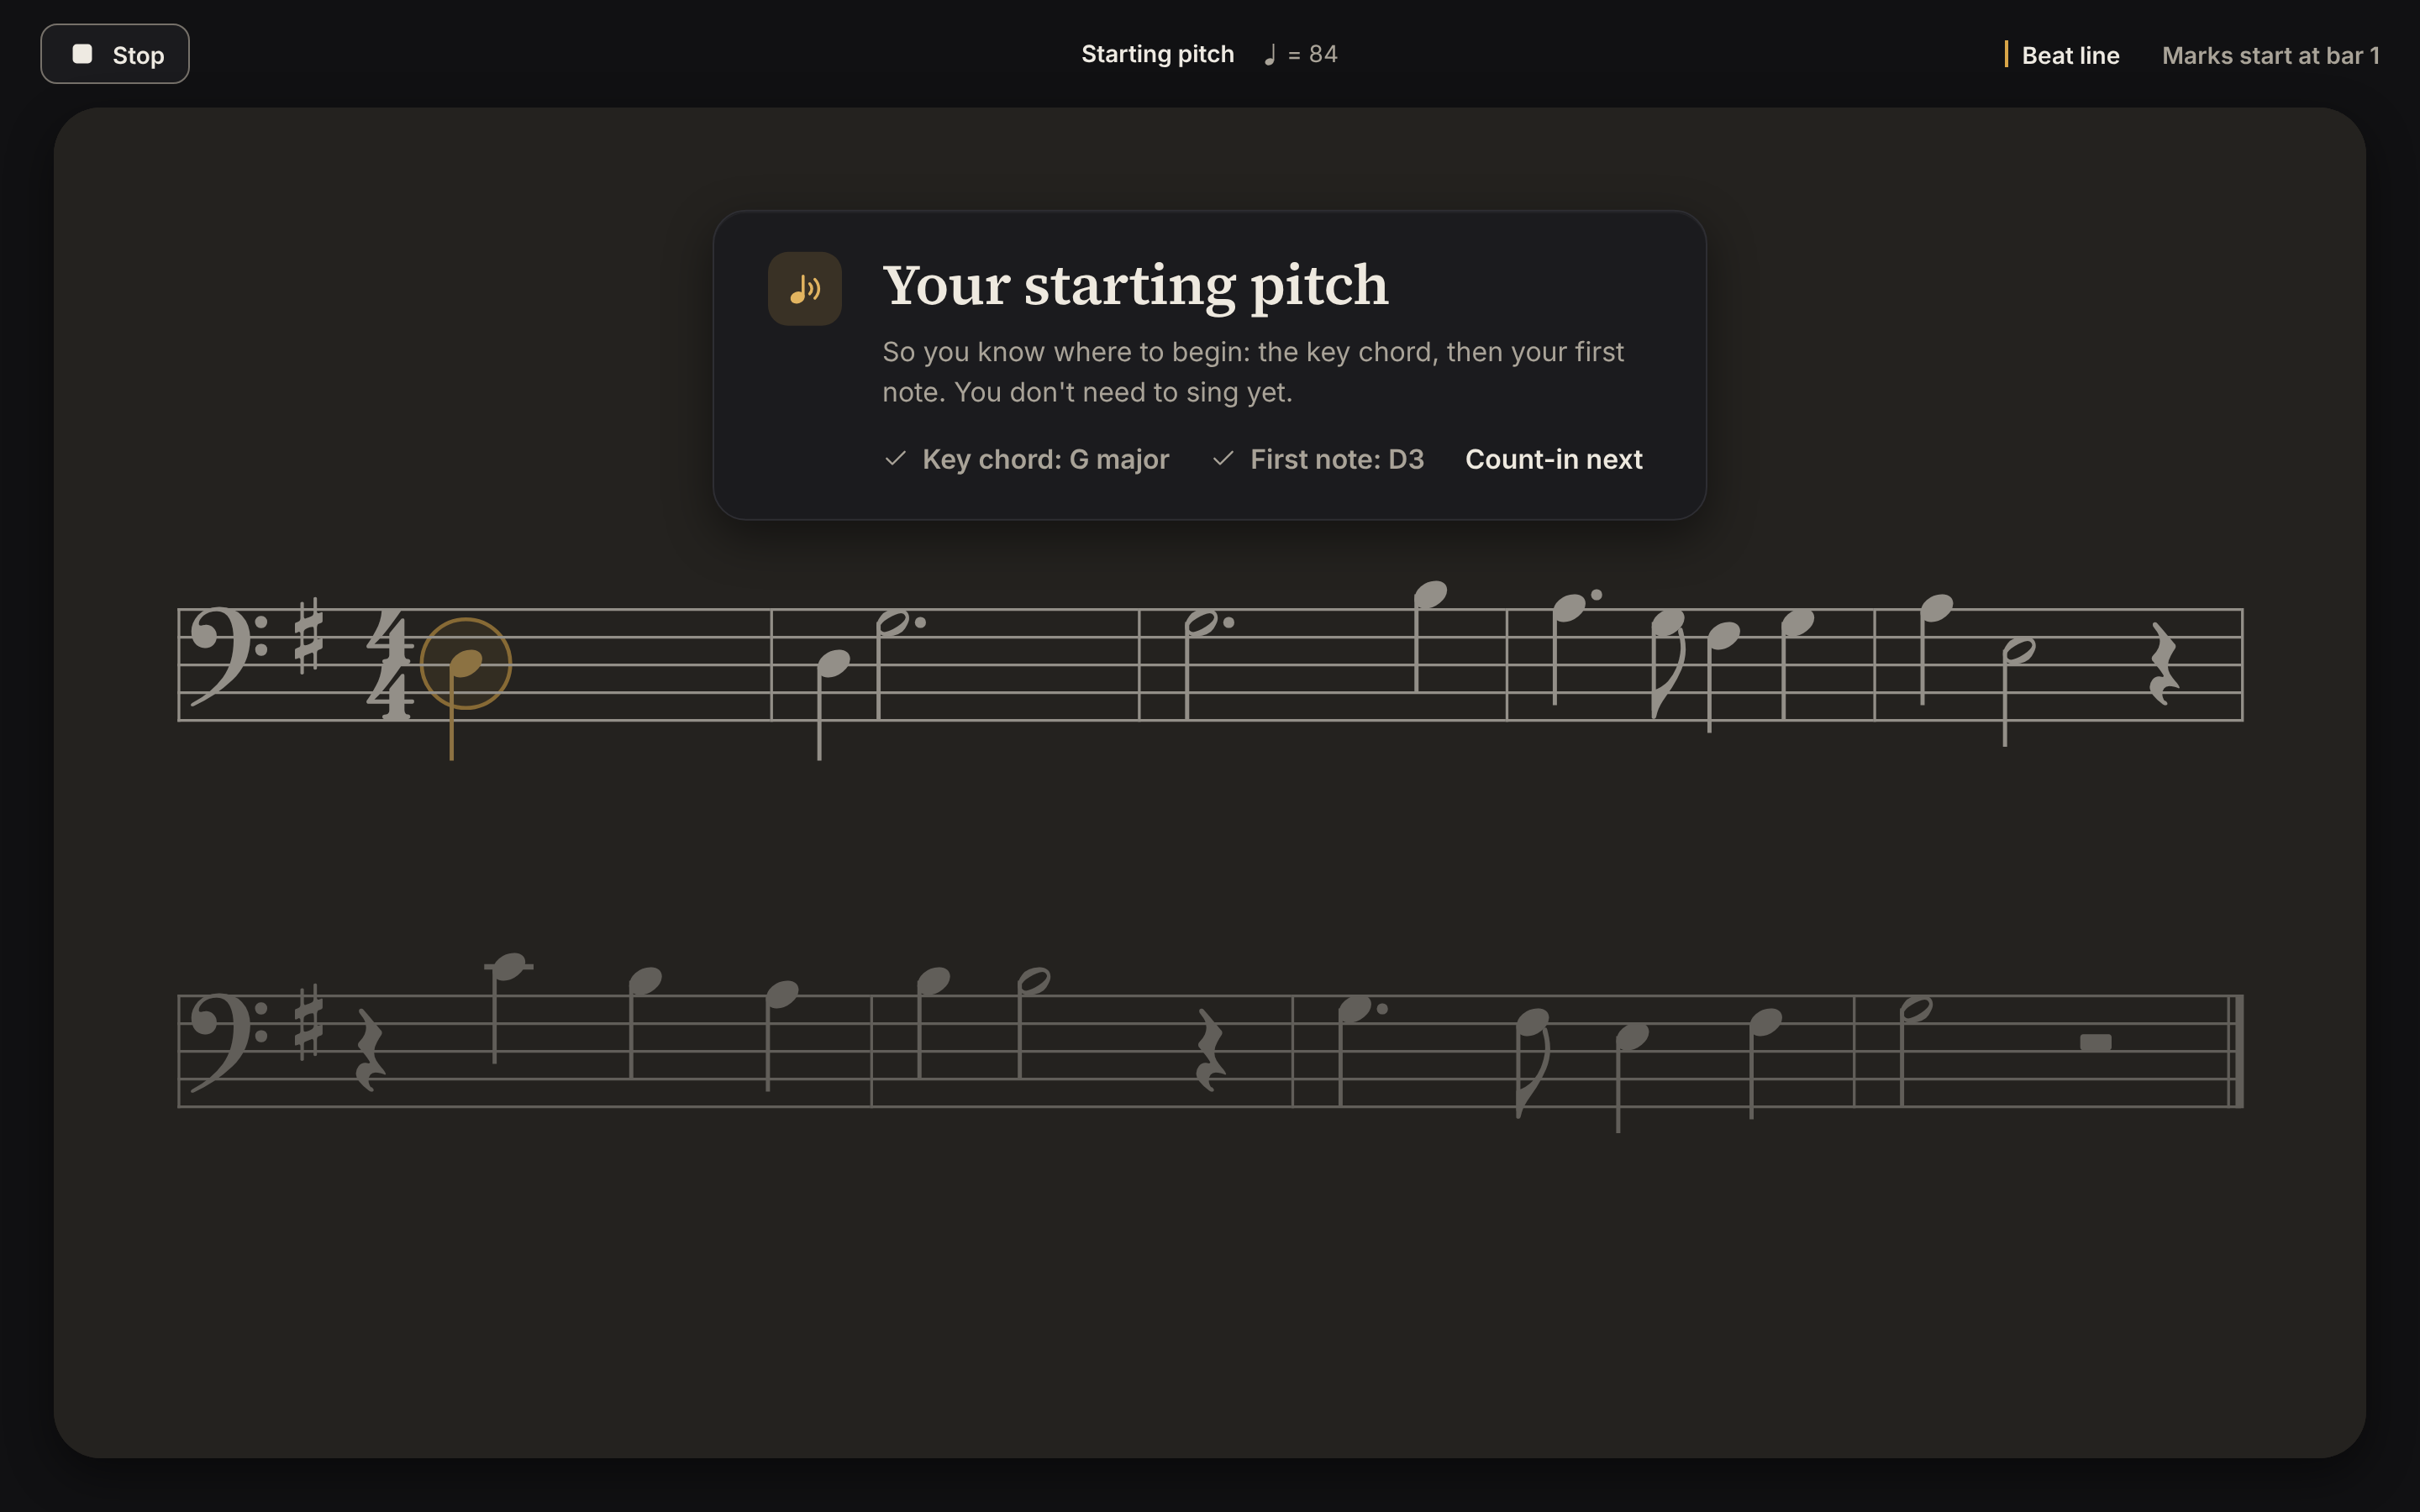 Stop
Starting pitch = 84
Beat line
Marks start at bar 1
Your starting pitch
So you know where to begin: the key chord, then your first
note. You don't need to sing yet.
Key chord: G major First note: D3 Count-in next
4
4